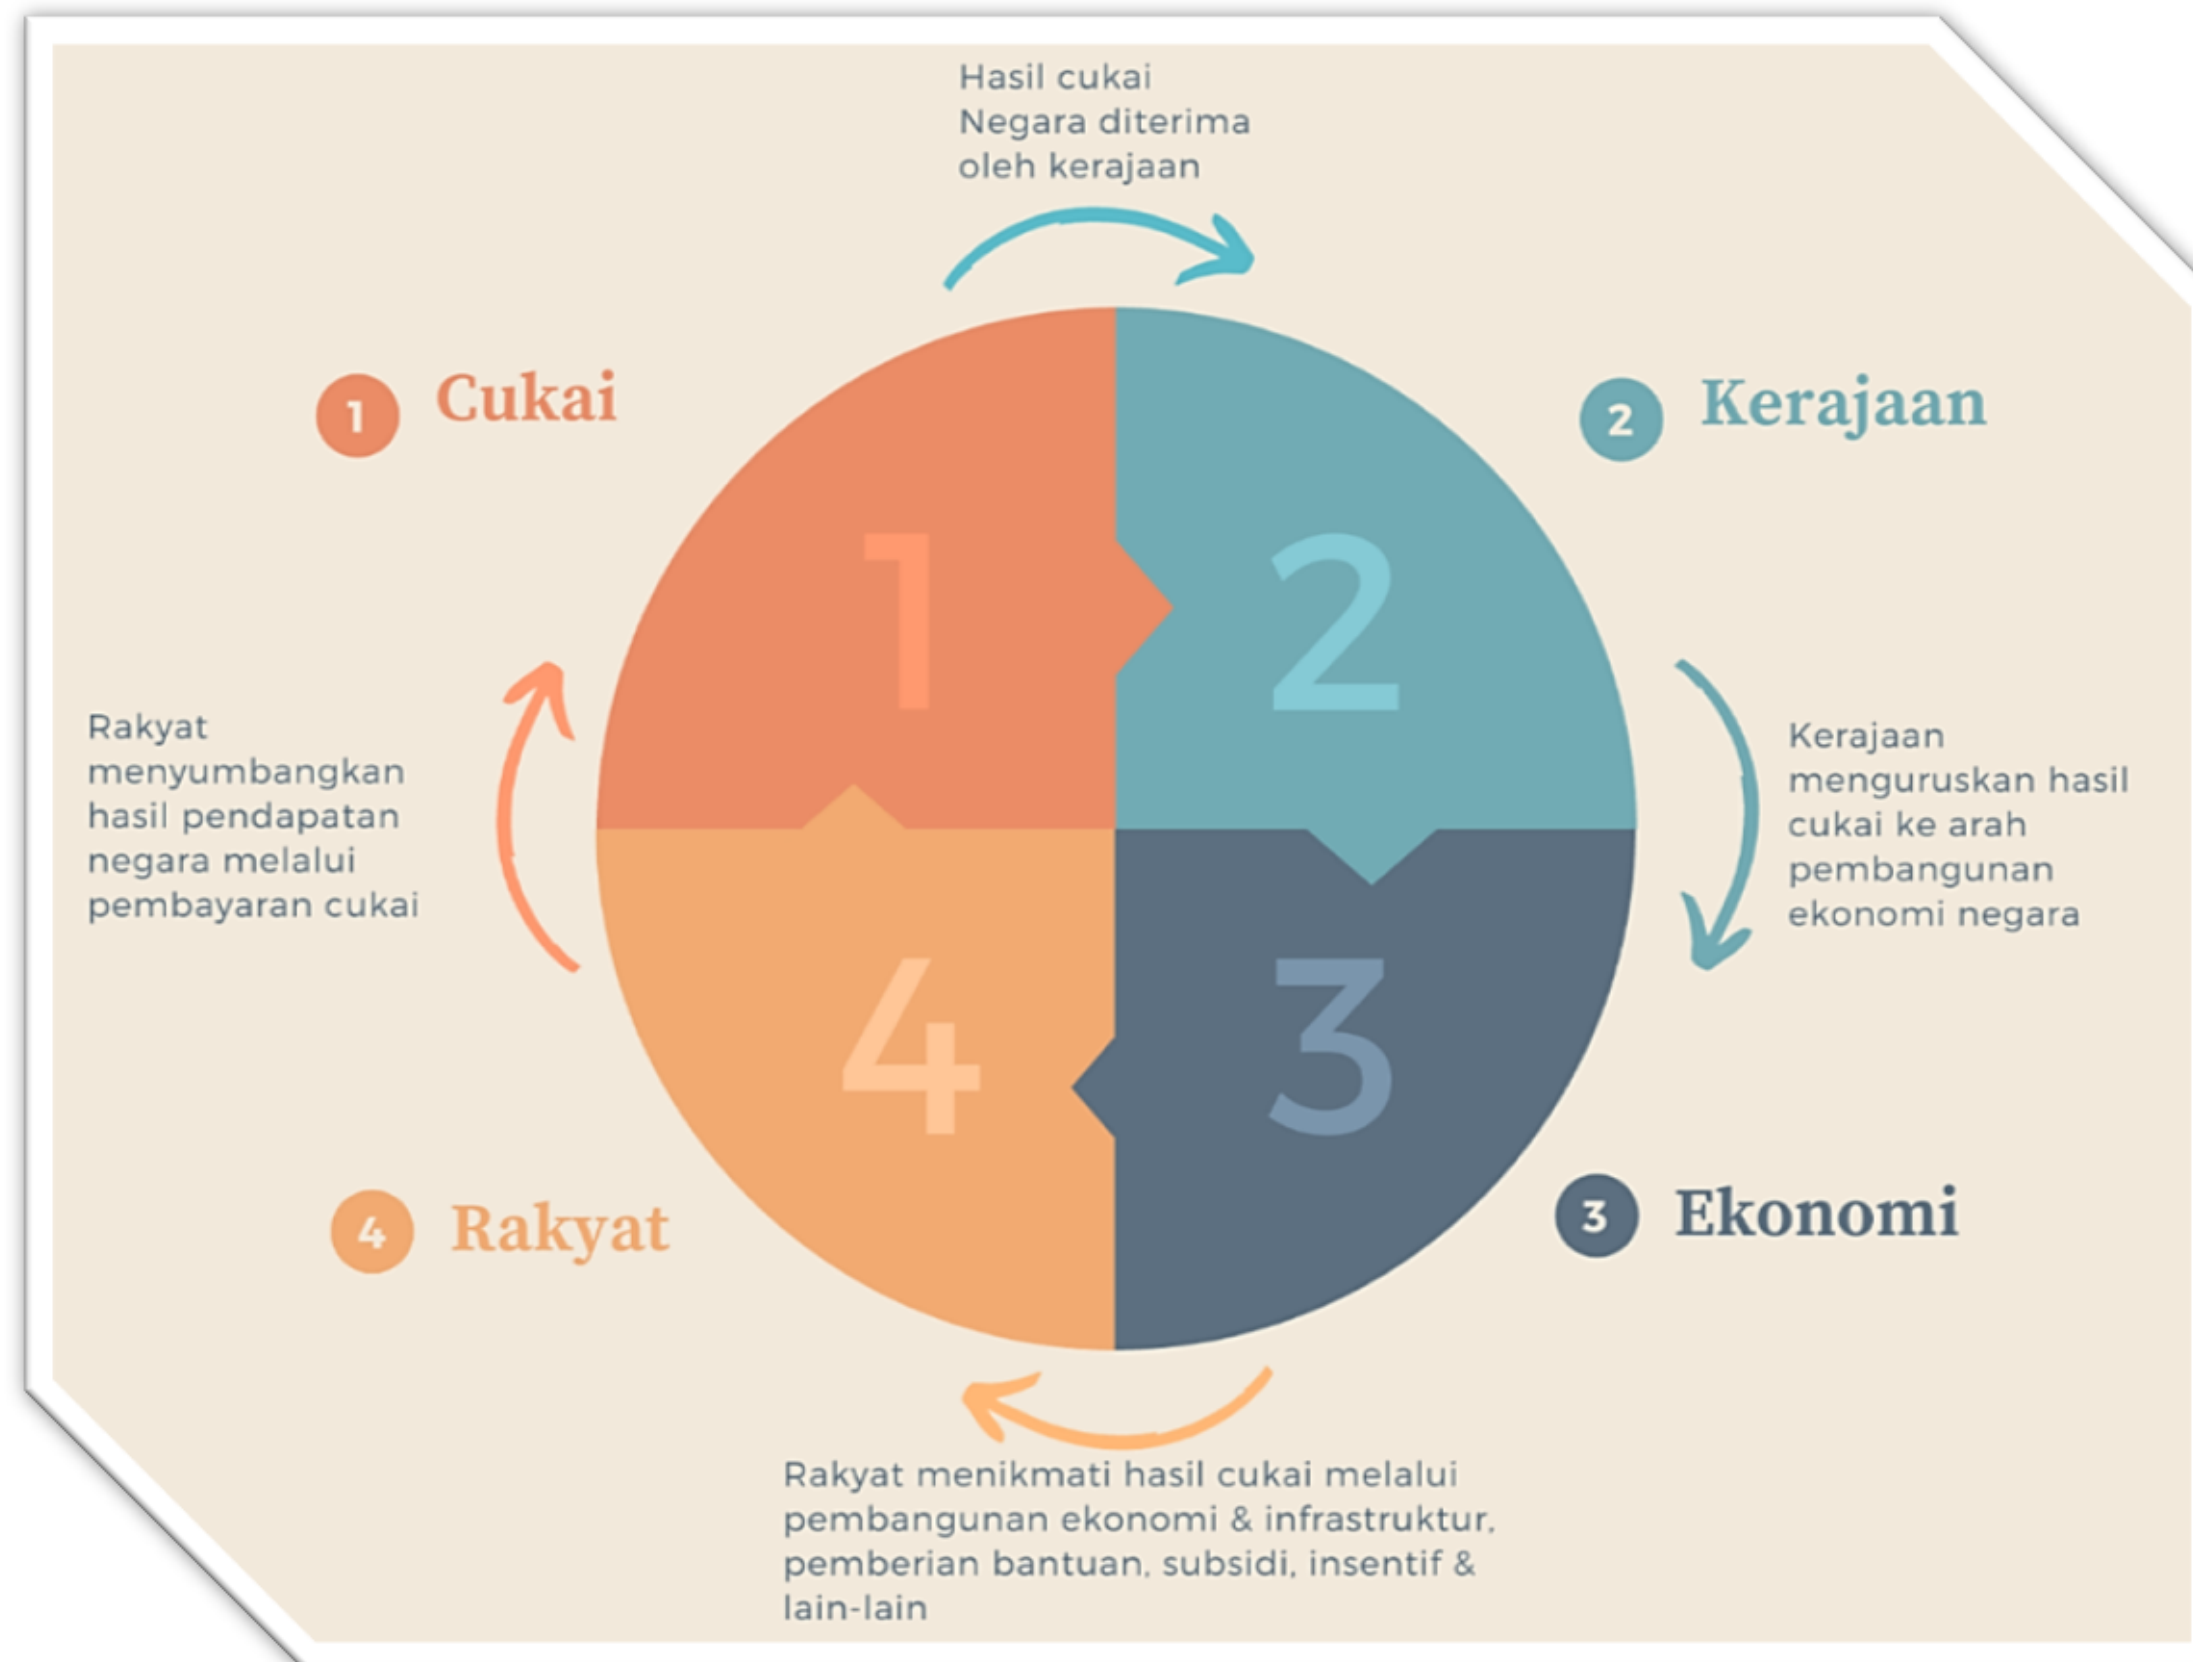 Hasil cukai
Negara diterima
oleh kerajaan
1 Cukai
2 Kerajaan
1
2
Rakyat
menyumbangkan
hasil pendapatan
negara melalui
pembayaran cukai
Kerajaan
menguruskan hasil
cukai ke arah
pembangunan
ekonomi negara
4
3
4 Rakyat
3 Ekonomi
Rakyat menikmati hasil cukai melalui
pembangunan ekonomi & infrastruktur,
pemberian bantuan, subsidi, insentif &
lain-lain